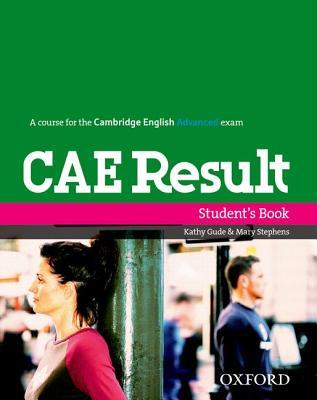 A course for the Cambridge English Advanced exam
CAE Result
Student's Book
Kathy Gude & Mary Stephens
OXFORD